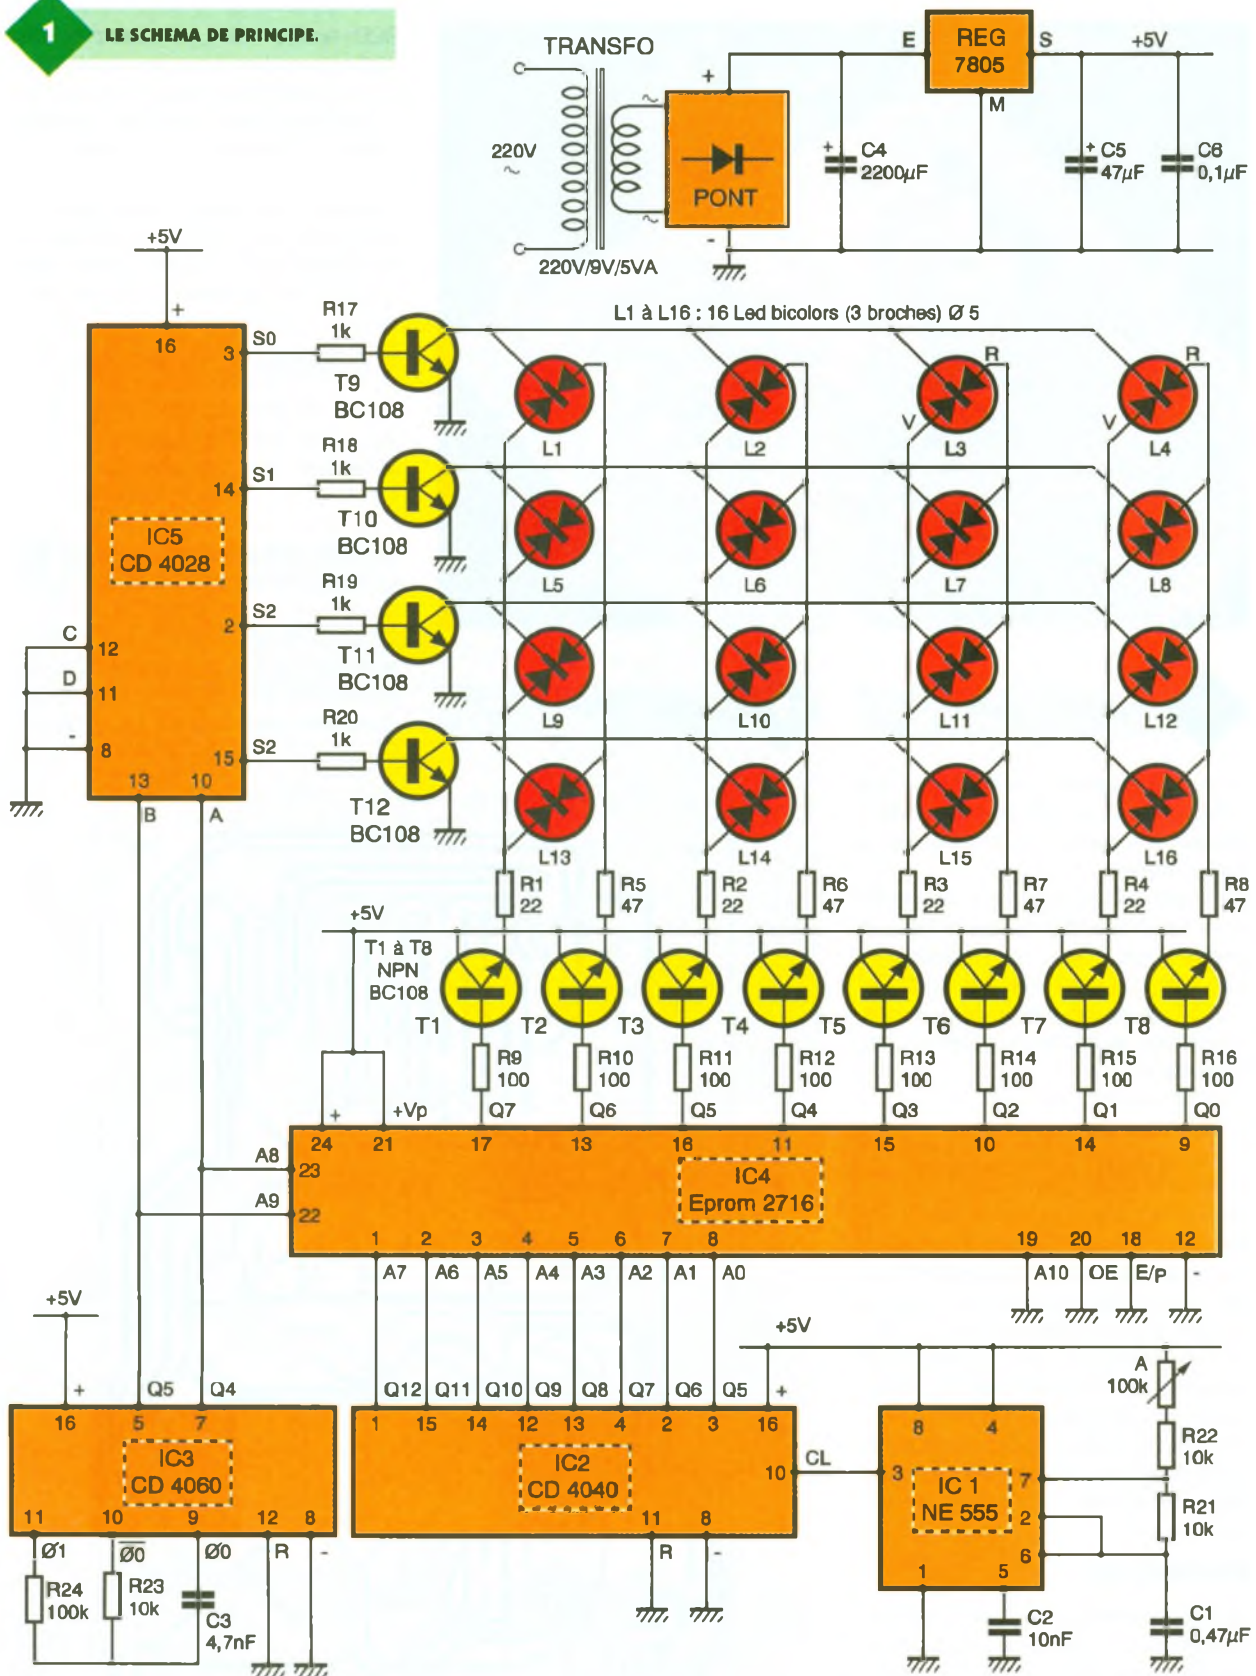 1 LE SCHEMA DE PRINCIPE.
TRANSFO
220V
~
220V/9V/5VA
~
~
+
PONT
-
E
REG
7805
S
M
+5V
+
C4
2200µF
+
C5
47µF
C6
0,1µF
L1 à L16 : 16 Led bicolors (3 broches) Ø 5
+5V
+
16
3 S0
14 S1
2 S2
15 S2
IC5
CD 4028
C 12
D 11
- 8
13 10
B A
R17
1k
T9
BC108
R18
1k
T10
BC108
R19
1k
T11
BC108
R20
1k
T12
BC108
R R
V V
L1 L2 L3 L4
L5 L6 L7 L8
L9 L10 L11 L12
L13 L14 L15 L16
R1
22
R5
47
R2
22
R6
47
R3
22
R7
47
R4
22
R8
47
+5V
T1 à T8
NPN
BC108
T1 T2 T3 T4 T5 T6 T7 T8
R9
100
R10
100
R11
100
R12
100
R13
100
R14
100
R15
100
R16
100
+ +Vp Q7 Q6 Q5 Q4 Q3 Q2 Q1 Q0
24 21 17 13 16 11 15 10 14 9
A8 23
A9 22
IC4
Eprom 2716
1 2 3 4 5 6 7 8 19 20 18 12
A7 A6 A5 A4 A3 A2 A1 A0 A10 OE E/P -
+5V
+ Q5 Q4
16 5 7
IC3
CD 4060
11 10 9 12 8
Ø1 Ø0 Ø0 R -
R24
100k
R23
10k
C3
4,7nF
+5V
Q12 Q11 Q10 Q9 Q8 Q7 Q6 Q5 +
1 15 14 12 13 4 2 3 16
IC2
CD 4040
10 CL
11 8
R -
8 4
3
IC 1
NE 555
7
2
6
1 5
A
100k
R22
10k
R21
10k
C2
10nF
C1
0,47µF